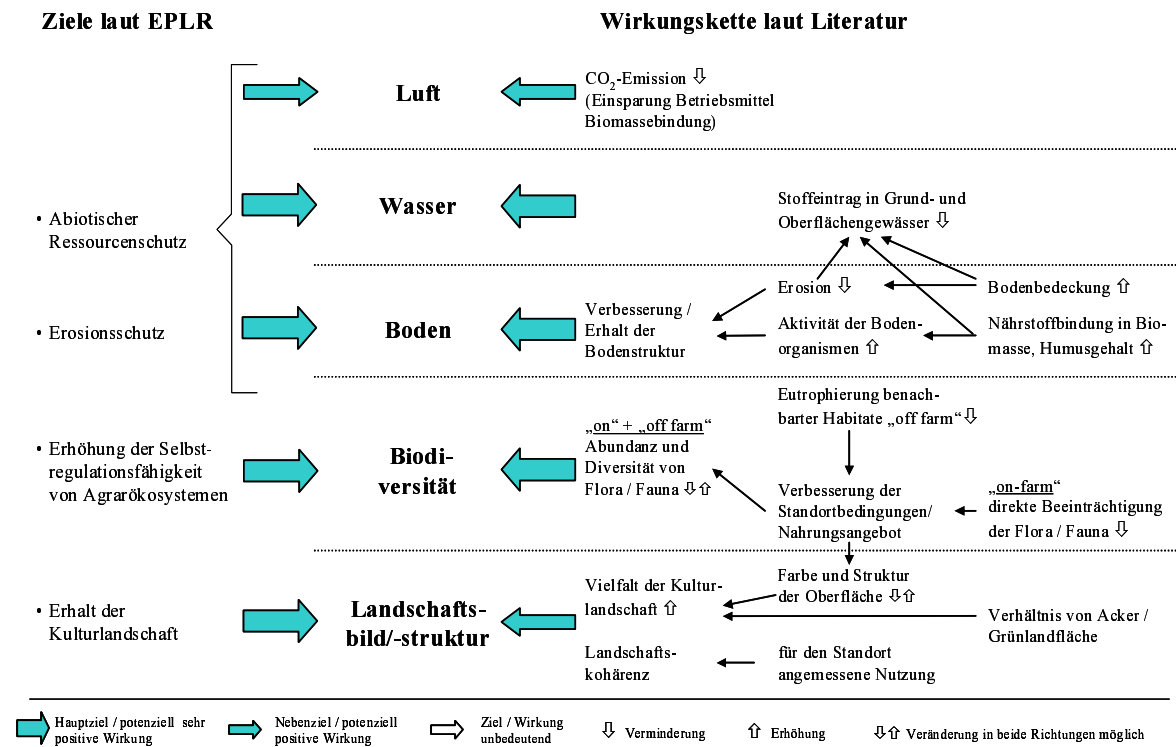 Ziele laut EPLR
Wirkungskette laut Literatur
Luft
CO2-Emission ⇩
(Einsparung Betriebsmittel
Biomassebindung)
• Abiotischer
Ressourcenschutz
Wasser
Stoffeintrag in Grund- und
Oberflächengewässer ⇩
• Erosionsschutz
Boden
Verbesserung /
Erhalt der
Bodenstruktur
Erosion ⇩
Bodenbedeckung ⇧
Aktivität der Boden-
organismen ⇧
Nährstoffbindung in Bio-
masse, Humusgehalt ⇧
• Erhöhung der Selbst-
regulationsfähigkeit
von Agrarökosystemen
Biodi-
versität
„on“ + „off farm“
Abundanz und
Diversität von
Flora / Fauna ⇩⇧
Eutrophierung benach-
barter Habitate „off farm“ ⇩
Verbesserung der
Standortbedingungen/
Nahrungsangebot
„on-farm“
direkte Beeinträchtigung
der Flora / Fauna ⇩
• Erhalt der
Kulturlandschaft
Landschafts-
bild/-struktur
Vielfalt der Kultur-
landschaft ⇧
Farbe und Struktur
der Oberfläche ⇩⇧
Verhältnis von Acker /
Grünlandfläche
Landschafts-
kohärenz
für den Standort
angemessene Nutzung
Hauptziel / potenziell sehr
positive Wirkung
Nebenziel / potenziell
positive Wirkung
Ziel / Wirkung
unbedeutend
⇩ Verminderung
⇧ Erhöhung
⇩⇧ Veränderung in beide Richtungen möglich